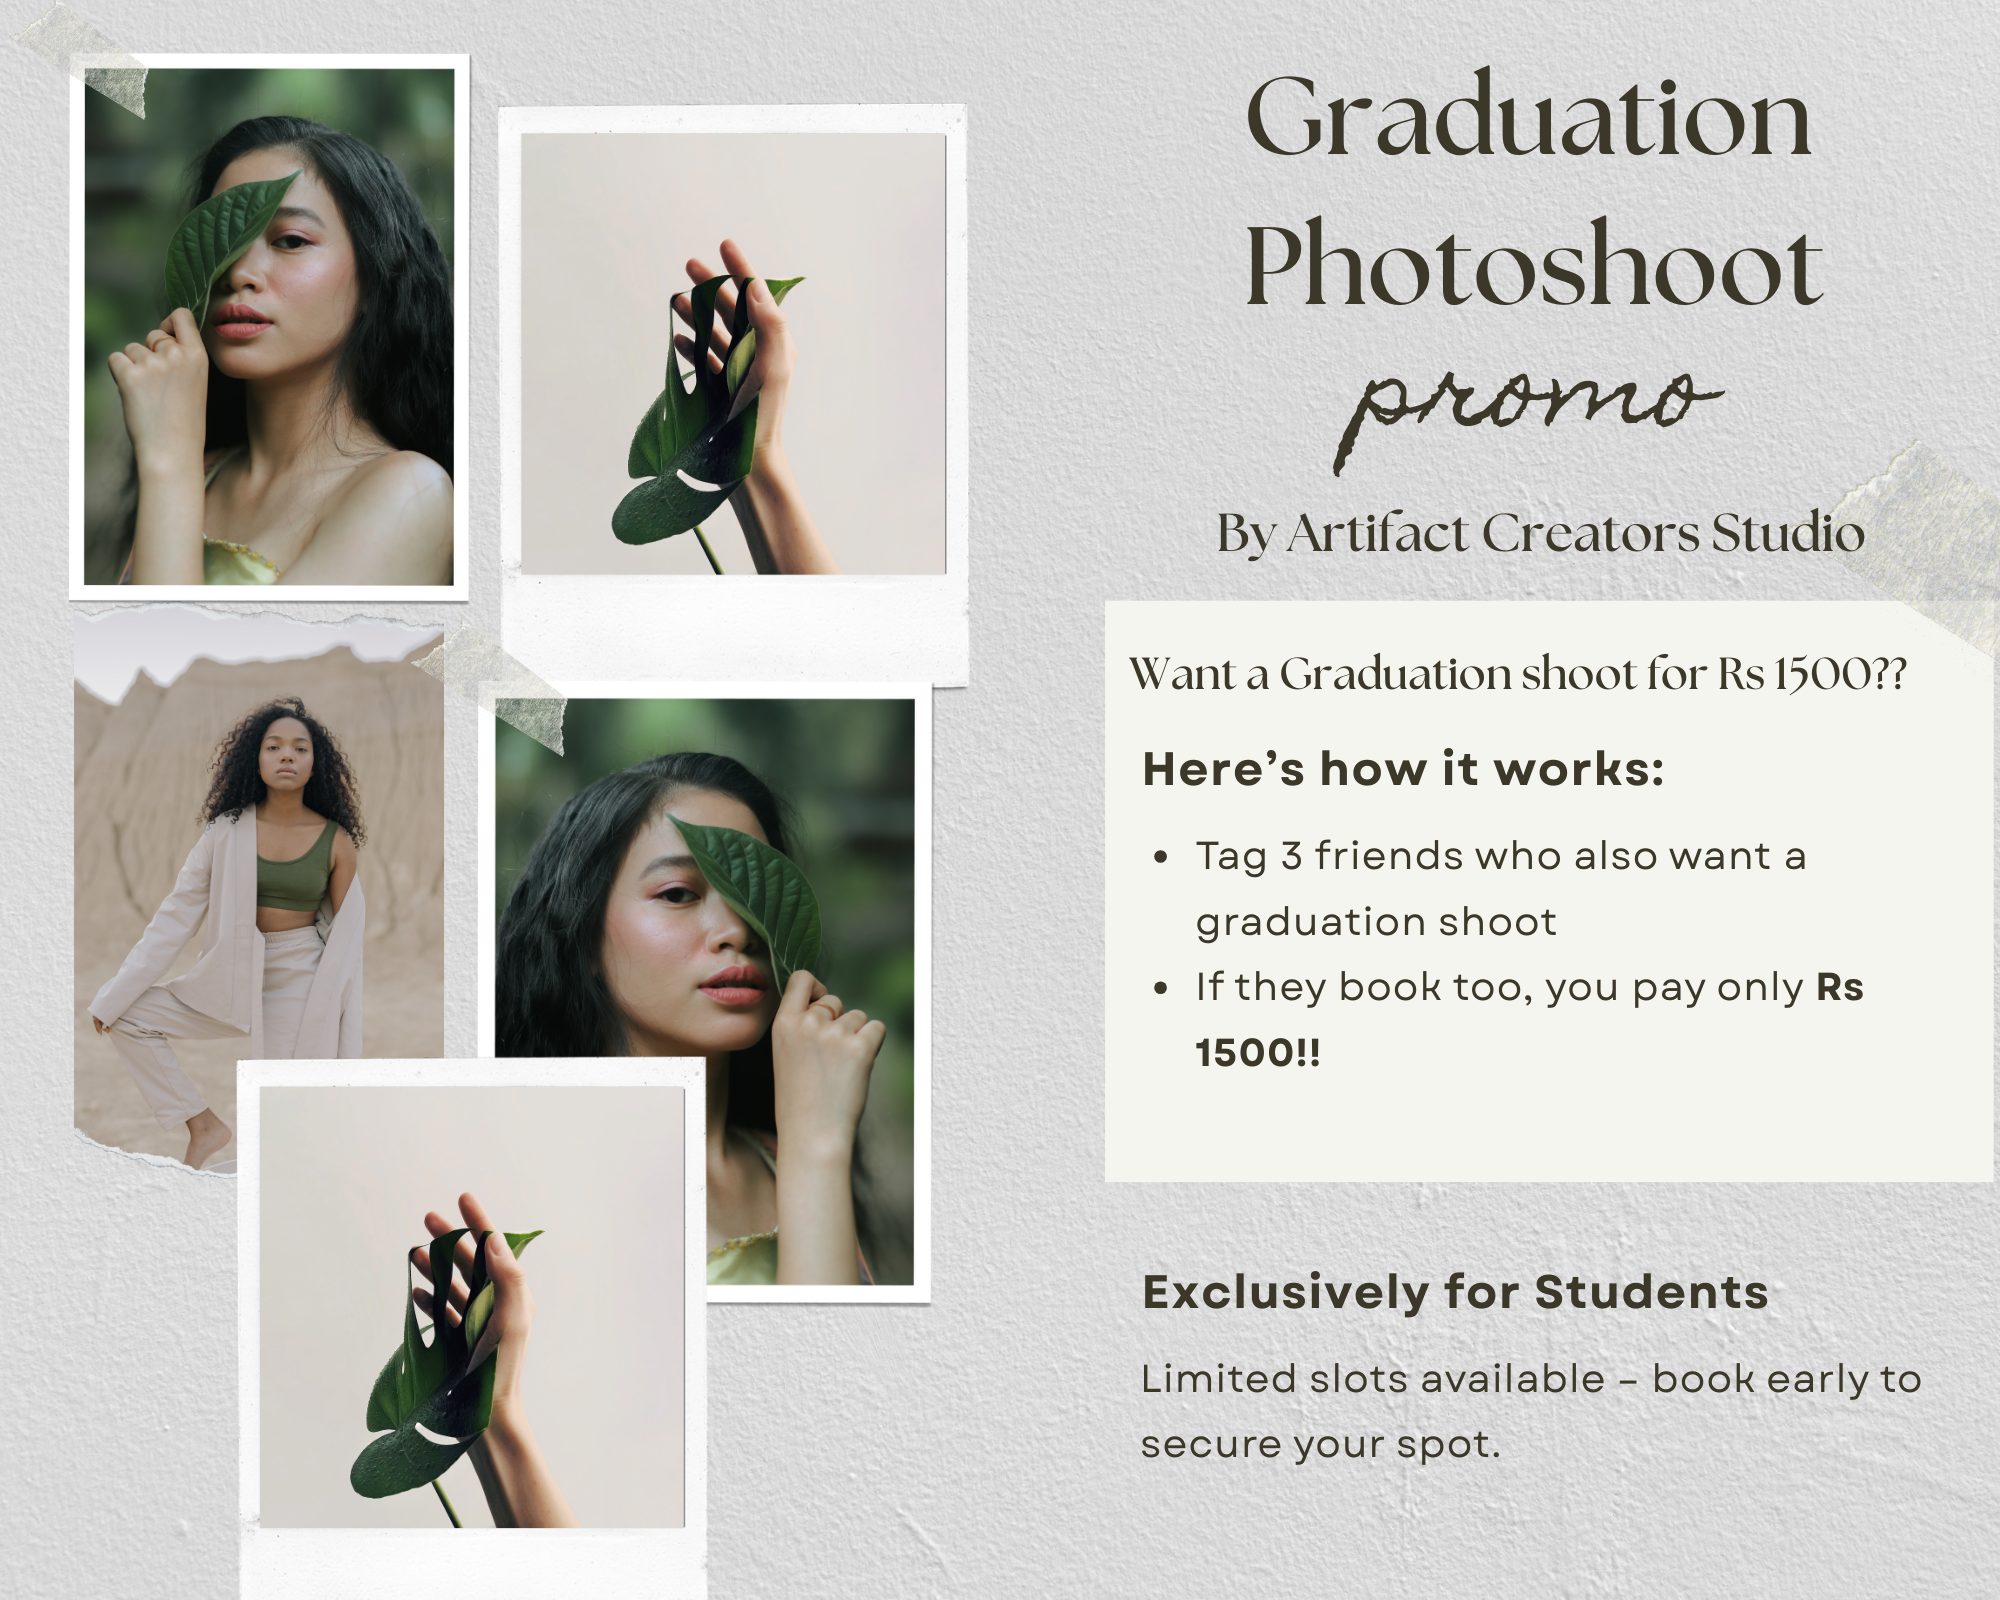 Graduation
Photoshoot
promo
By Artifact Creators Studio
Want a Graduation shoot for Rs 1500??
Here’s how it works:
• Tag 3 friends who also want a
graduation shoot
• If they book too, you pay only Rs
1500!!
Exclusively for Students
Limited slots available – book early to
secure your spot.